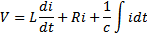 V = L di/dt + Ri + 1/c ∫ idt